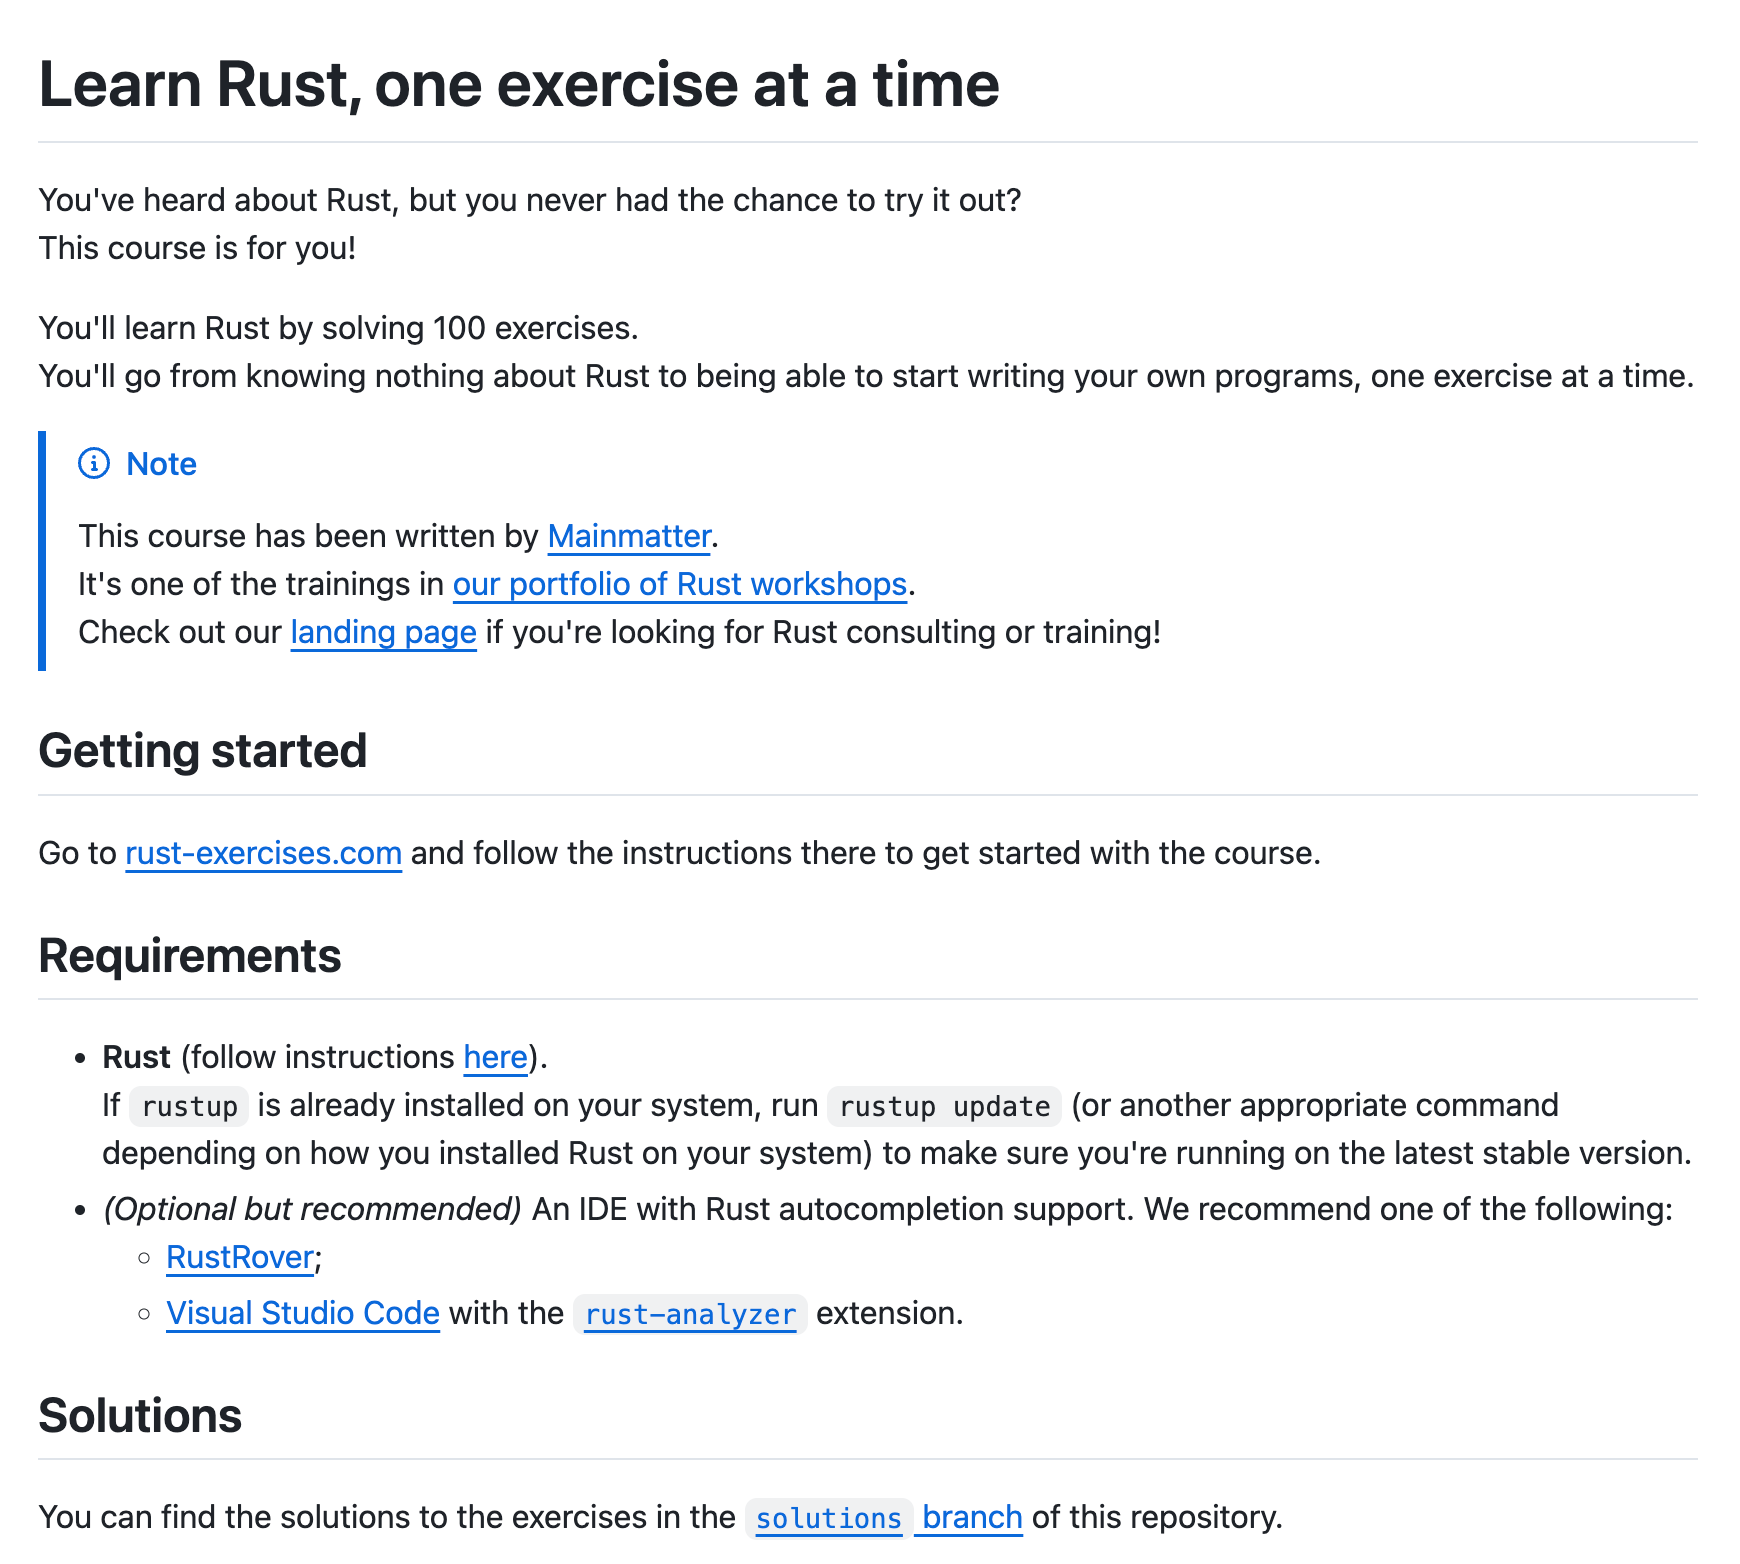 Learn Rust, one exercise at a time
You've heard about Rust, but you never had the chance to try it out?
This course is for you!
You'll learn Rust by solving 100 exercises.
You'll go from knowing nothing about Rust to being able to start writing your own programs, one exercise at a time.
Note
This course has been written by Mainmatter.
It's one of the trainings in our portfolio of Rust workshops.
Check out our landing page if you're looking for Rust consulting or training!
Getting started
Go to rust-exercises.com and follow the instructions there to get started with the course.
Requirements
• Rust (follow instructions here).
If rustup is already installed on your system, run rustup update (or another appropriate command
depending on how you installed Rust on your system) to make sure you're running on the latest stable version.
• (Optional but recommended) An IDE with Rust autocompletion support. We recommend one of the following:
◦ RustRover;
◦ Visual Studio Code with the rust-analyzer extension.
Solutions
You can find the solutions to the exercises in the solutions branch of this repository.